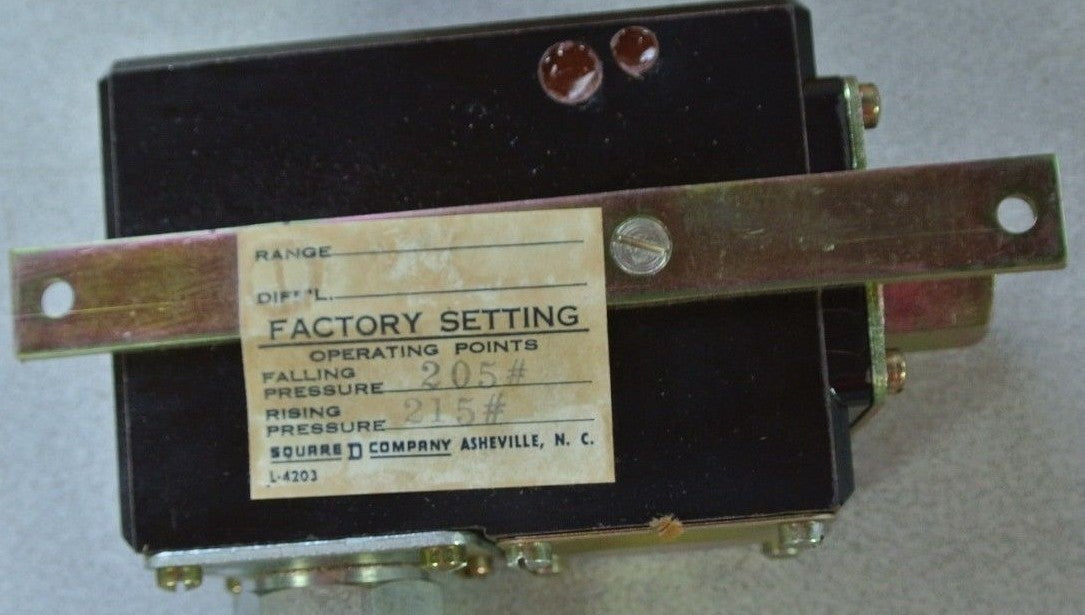 RANGE
DIFF'L.
FACTORY SETTING
OPERATING POINTS
FALLING
PRESSURE 205#
RISING
PRESSURE 215#
SQUARE D COMPANY ASHEVILLE, N. C.
L-4203